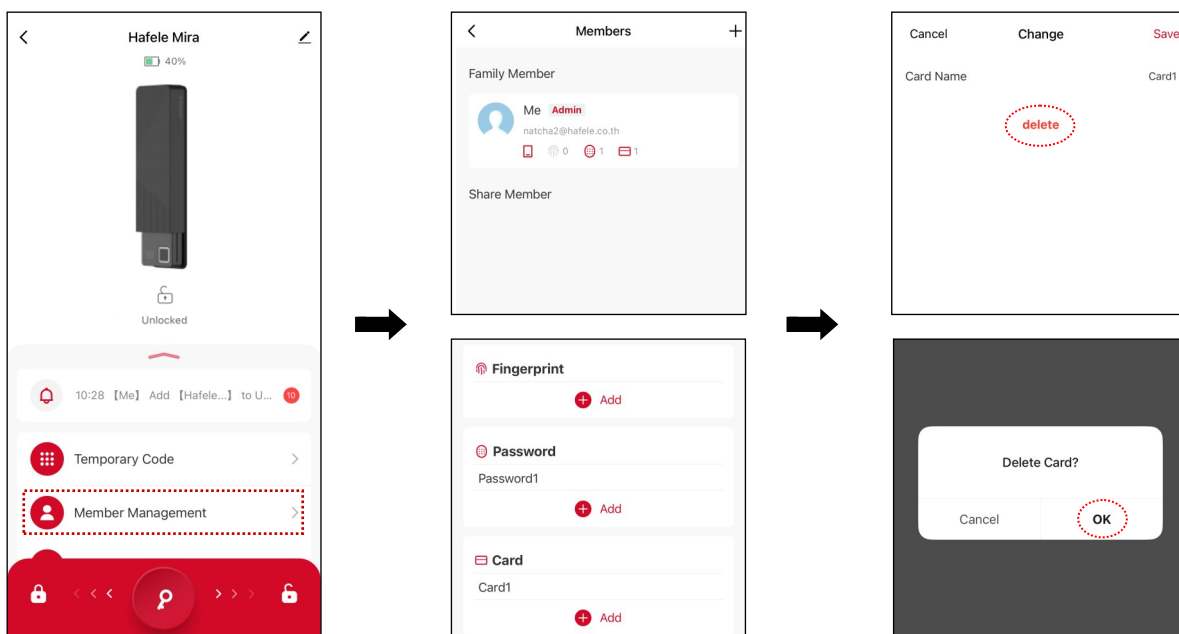 Hafele Mira
40%
Unlocked
10:28 【Me】 Add 【Hafele...】 to U... 10
Temporary Code
Member Management
Members
Family Member
Me Admin
natcha2@hafele.co.th
0 1 1
Share Member
Fingerprint
Add
Password
Password1
Add
Card
Card1
Add
Cancel Change Save
Card Name Card1
delete
Delete Card?
Cancel OK